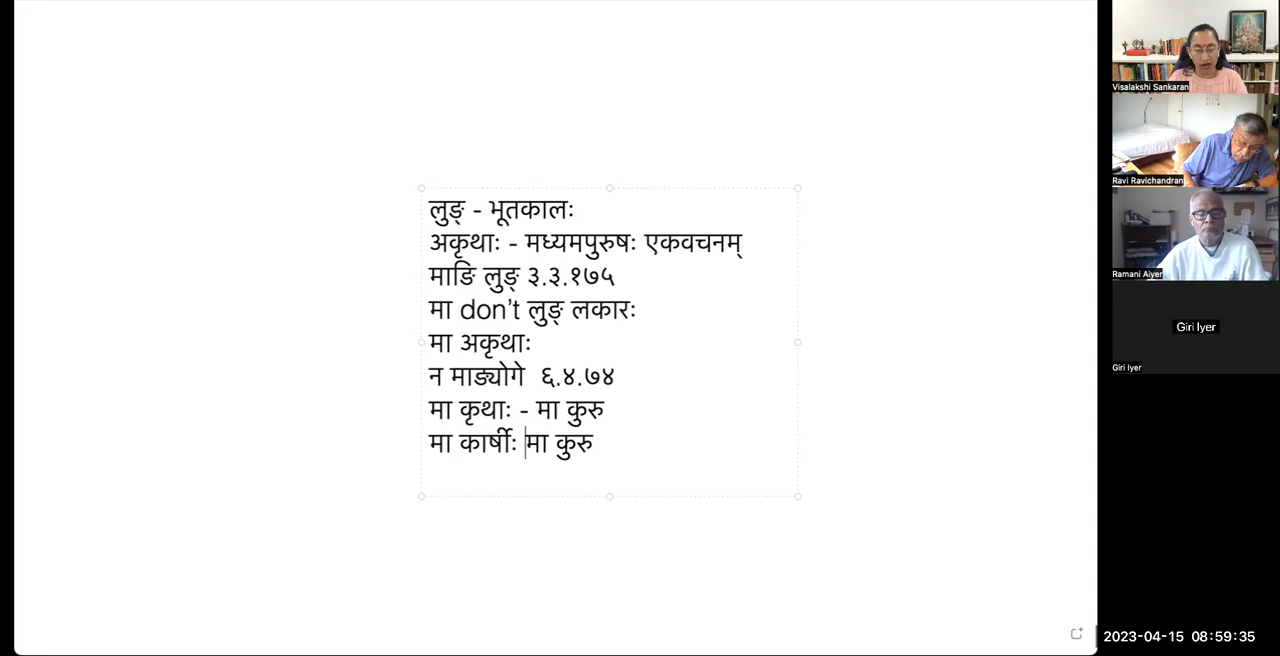 लुङ् - भूतकालः
अकृथाः - मध्यमपुरुषः एकवचनम्
माङि लुङ् ३.३.१७५
मा don’t लुङ् लकारः
मा अकृथाः
न माङ्योगे ६.४.७४
मा कृथाः - मा कुरु
मा कार्षीः मा कुरु
Visalakshi Sankaran
Ravi Ravichandran
Ramani Aiyer
Giri Iyer
Giri Iyer
2023-04-15 08:59:35